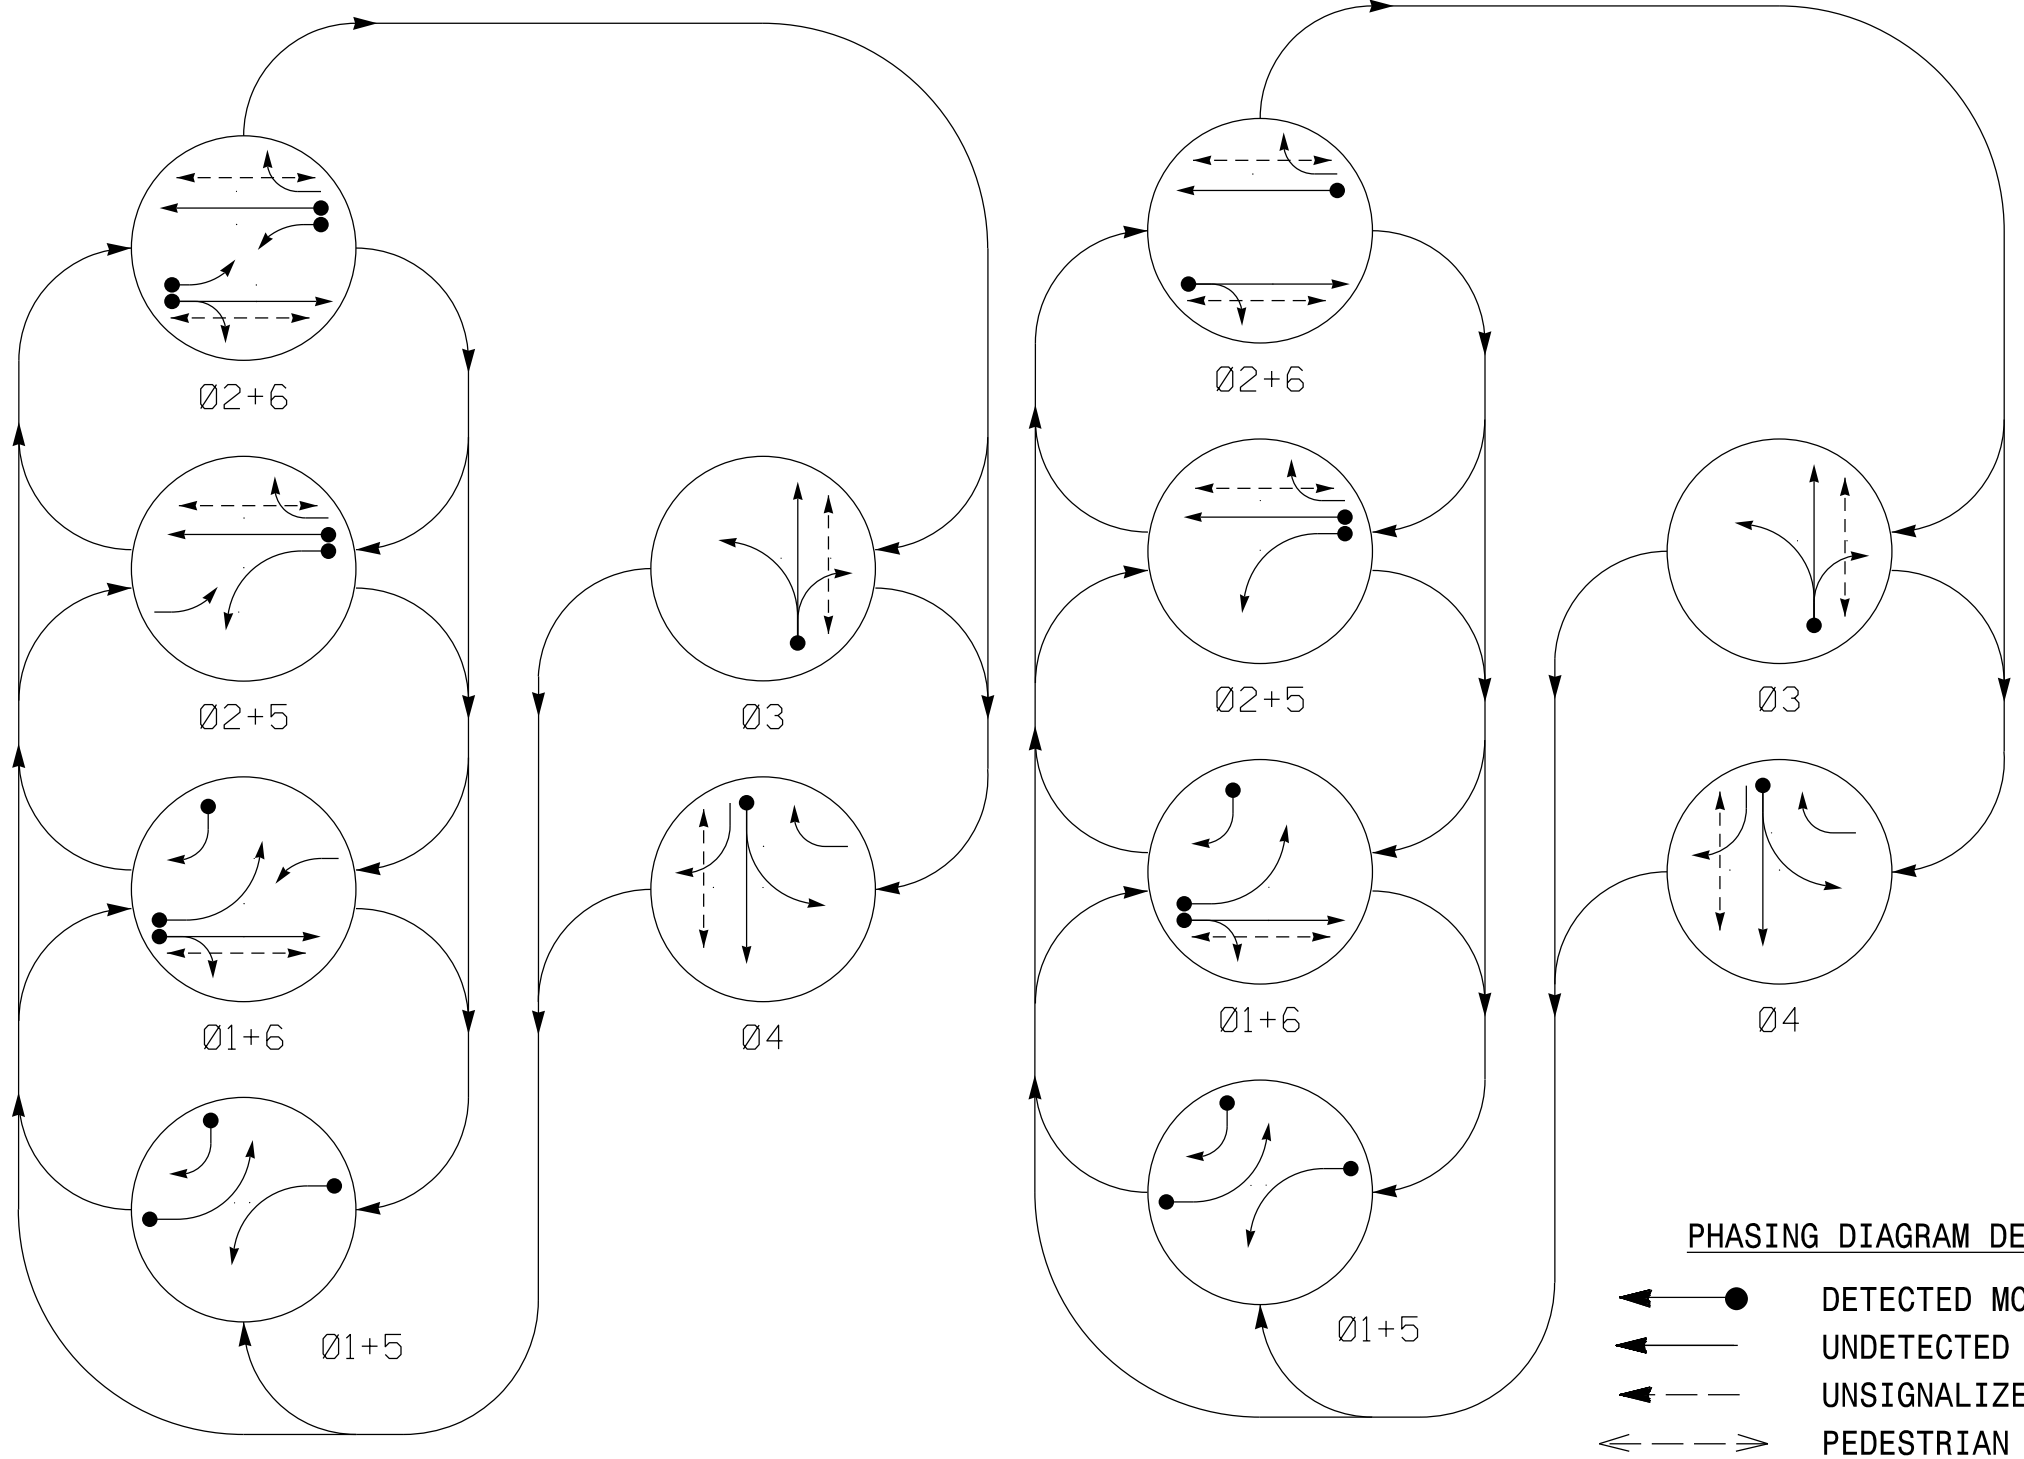 Ø2+6
Ø2+5
Ø3
Ø1+6
Ø4
Ø1+5
Ø2+6
Ø2+5
Ø3
Ø1+6
Ø4
Ø1+5
PHASING DIAGRAM DE
DETECTED MO
UNDETECTED
UNSIGNALIZE
PEDESTRIAN